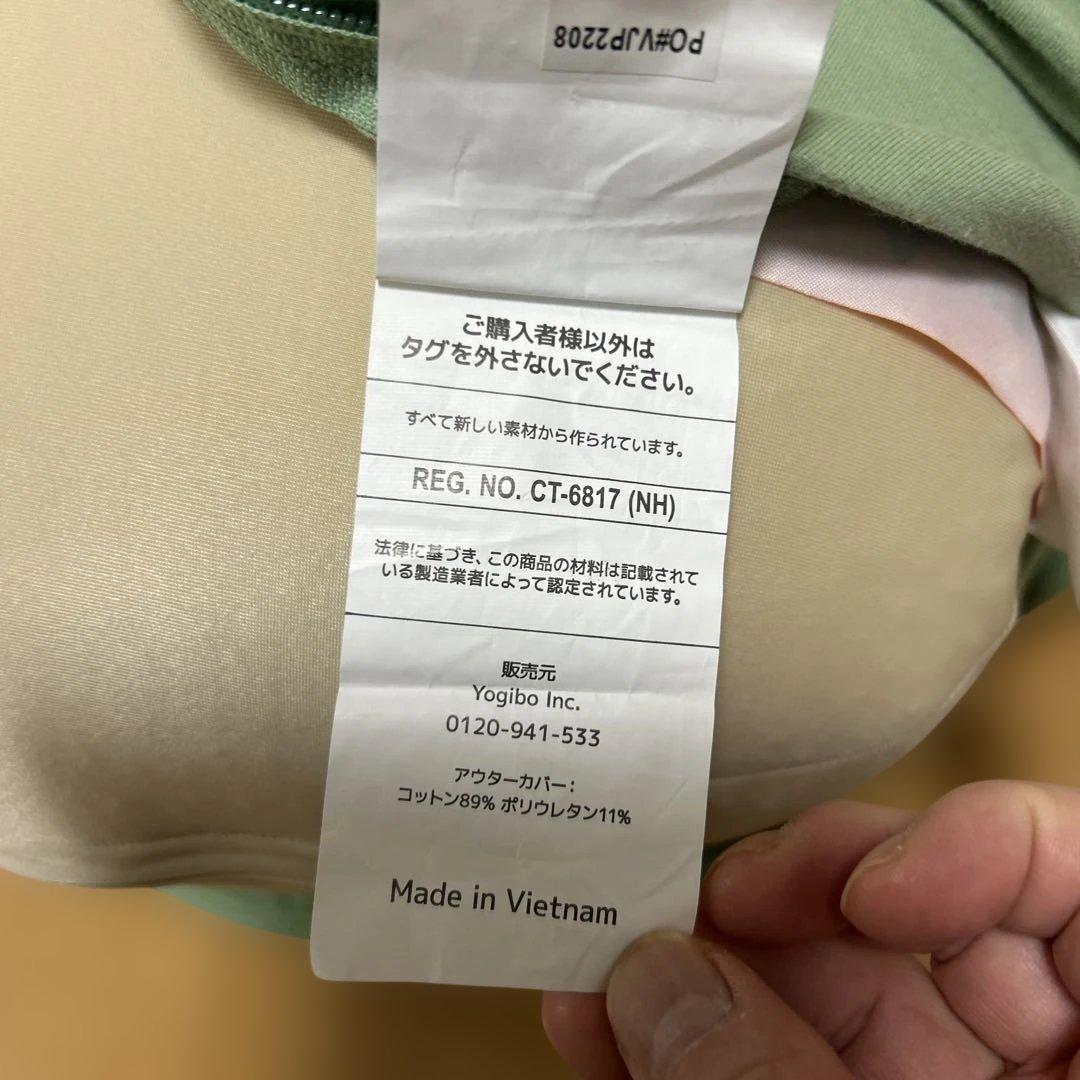 PO#VJP2208
ご購入者様以外は
タグを外さないでください。
すべて新しい素材から作られています。
REG. NO. CT-6817 (NH)
法律に基づき、この商品の材料は記載されて
いる製造業者によって認定されています。
販売元
Yogibo Inc.
0120-941-533
アウターカバー：
コットン89% ポリウレタン11%
Made in Vietnam